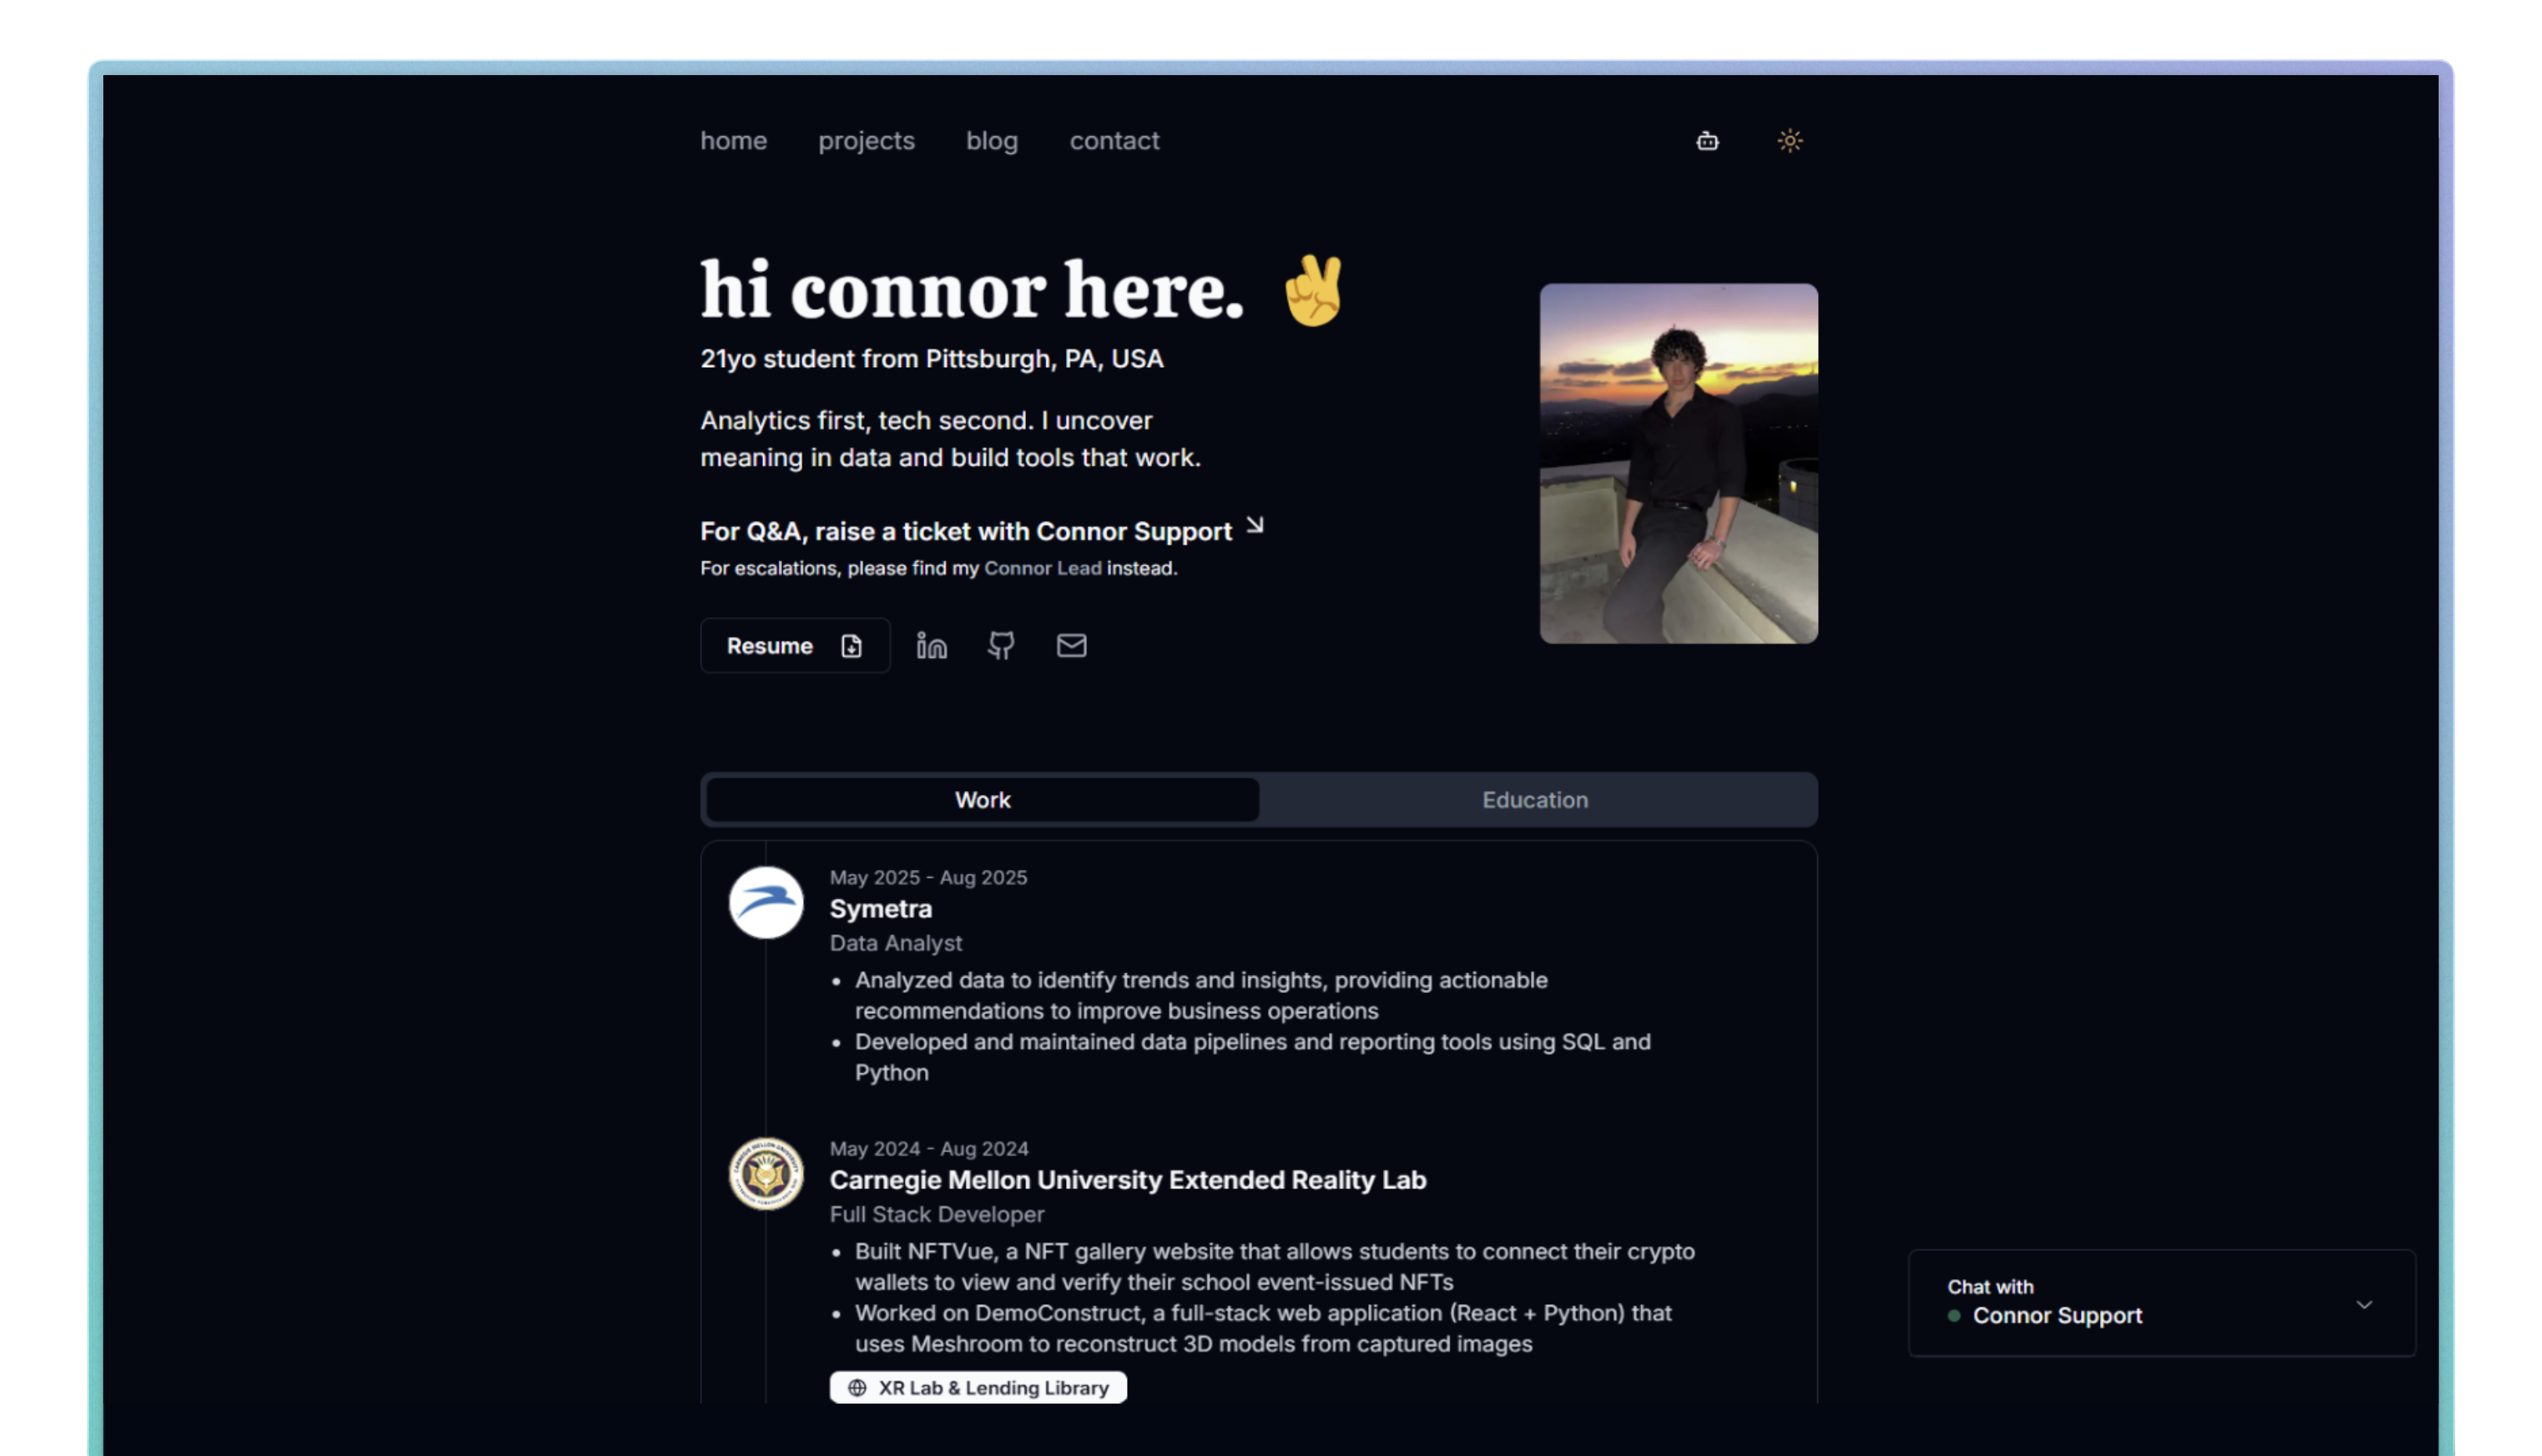 home projects blog contact
hi connor here. ✌️
21yo student from Pittsburgh, PA, USA
Analytics first, tech second. I uncover
meaning in data and build tools that work.
For Q&A, raise a ticket with Connor Support
For escalations, please find my Connor Lead instead.
Resume
Work Education
May 2025 - Aug 2025
Symetra
Data Analyst
• Analyzed data to identify trends and insights, providing actionable
recommendations to improve business operations
• Developed and maintained data pipelines and reporting tools using SQL and
Python
May 2024 - Aug 2024
Carnegie Mellon University Extended Reality Lab
Full Stack Developer
• Built NFTVue, a NFT gallery website that allows students to connect their crypto
wallets to view and verify their school event-issued NFTs
• Worked on DemoConstruct, a full-stack web application (React + Python) that
uses Meshroom to reconstruct 3D models from captured images
XR Lab & Lending Library
Chat with
Connor Support